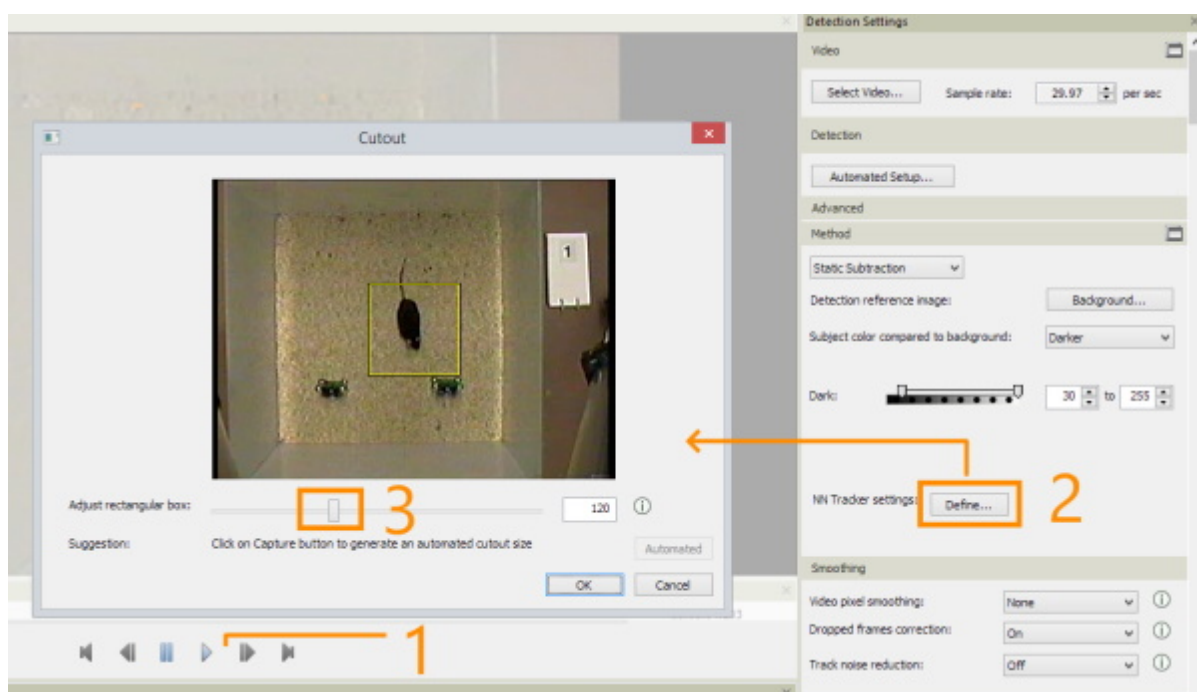 Detection Settings
Video
Select Video...
Sample rate:
29.97
per sec
Cutout
Detection
Automated Setup...
Advanced
Method
1
Static Subtraction
Detection reference image:
Background...
Subject color compared to background:
Darker
Dark:
30
to
255
NN Tracker settings:
Define...
2
Adjust rectangular box:
3
120
Suggestion:
Click on Capture button to generate an automated cutout size
Automated
OK
Cancel
Smoothing
Video pixel smoothing:
None
Dropped frames correction:
On
Track noise reduction:
Off
1